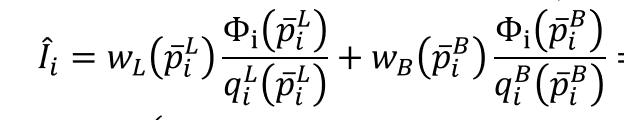 Î_i = w_L(p̄_i^L) Φ_i(p̄_i^L) / q_i^L(p̄_i^L) + w_B(p̄_i^B) Φ_i(p̄_i^B) / q_i^B(p̄_i^B) =